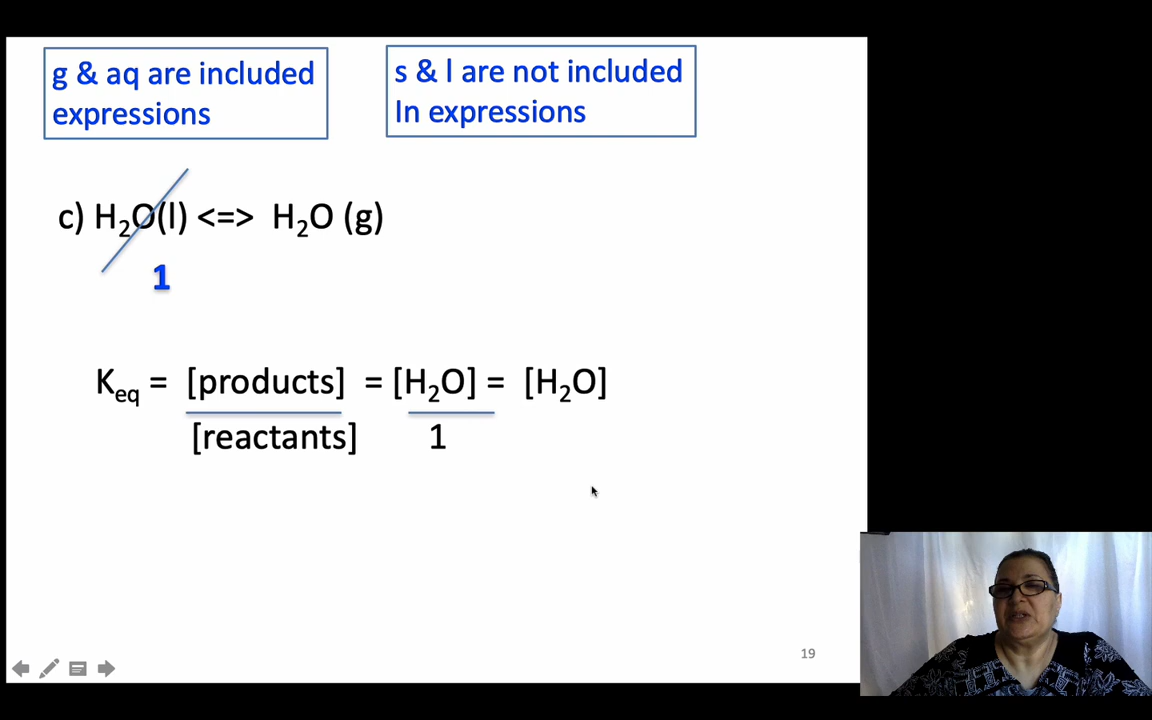 g & aq are included
expressions
s & l are not included
In expressions
c) H₂O(l) <=> H₂O (g)
1
Keq = [products] = [H₂O] = [H₂O]
[reactants] 1
19